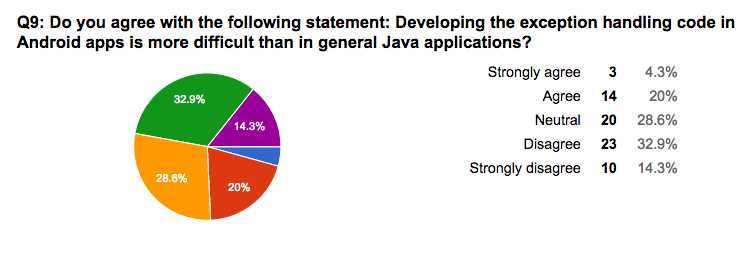 Q9: Do you agree with the following statement: Developing the exception handling code in
Android apps is more difficult than in general Java applications?
Strongly agree 3 4.3%
Agree 14 20%
Neutral 20 28.6%
Disagree 23 32.9%
Strongly disagree 10 14.3%
32.9%
14.3%
28.6%
20%